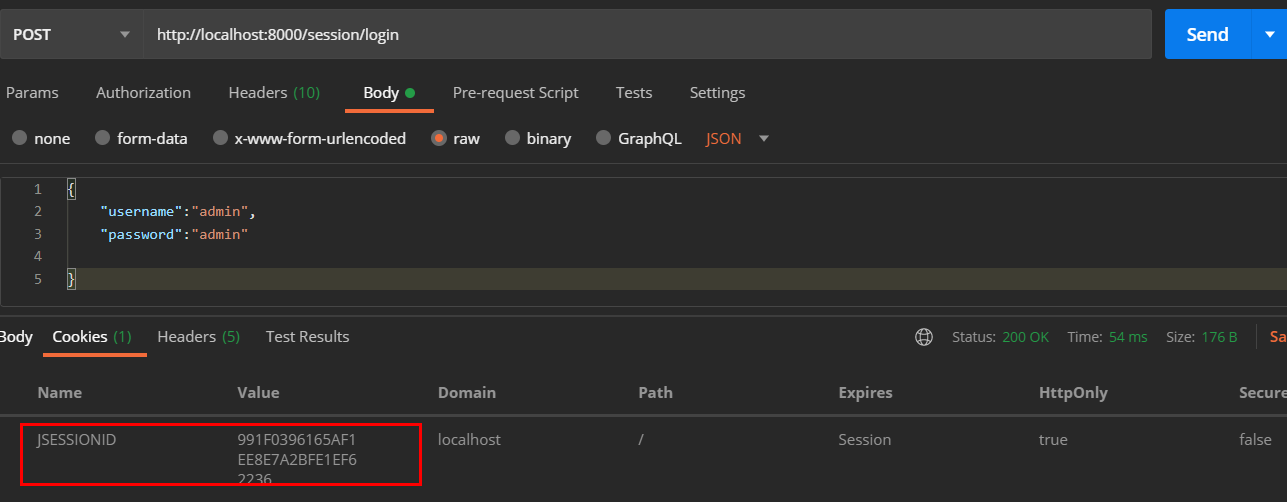 POST http://localhost:8000/session/login Send
Params Authorization Headers (10) Body Pre-request Script Tests Settings
none form-data x-www-form-urlencoded raw binary GraphQL JSON
1 {
2 "username":"admin",
3 "password":"admin"
4
5 }
Body Cookies (1) Headers (5) Test Results Status: 200 OK Time: 54 ms Size: 176 B Sa
Name Value Domain Path Expires HttpOnly Secure
JSESSIONID 991F0396165AF1 localhost / Session true false
EE8E7A2BFE1EF6
2236